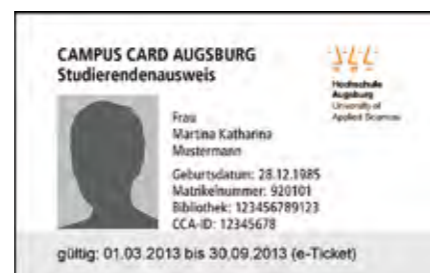 CAMPUS CARD AUGSBURG
Studierendenausweis
Hochschule
Augsburg
University of
Applied Sciences
Frau
Martina Katharina
Mustermann
Geburtsdatum: 28.12.1985
Matrikelnummer: 920101
Bibliothek: 123456789123
CCA-ID: 12345678
gültig: 01.03.2013 bis 30.09.2013 (e-Ticket)